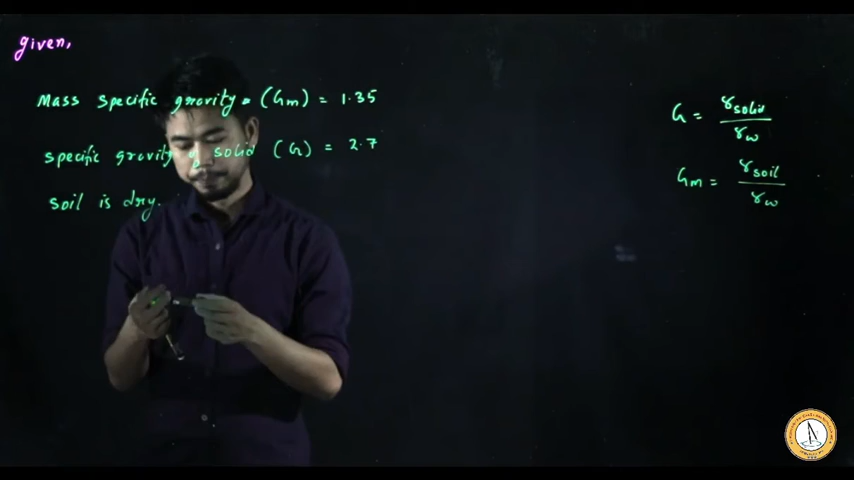 given,
Mass specific gravity (Gm) = 1.35
specific gravity of solid (G) = 2.7
soil is dry.
G = γsolid / γw
Gm = γsoil / γw